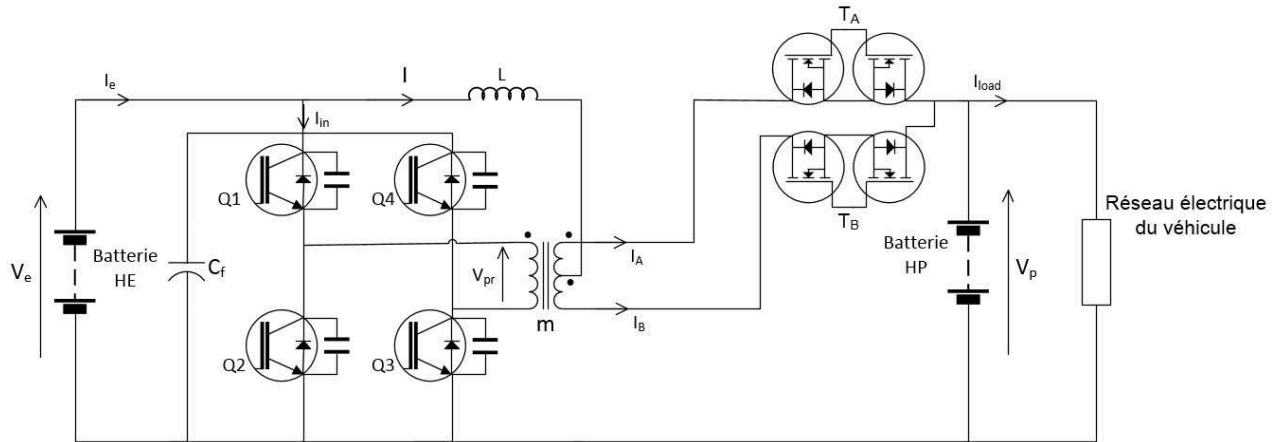 T_A
I_e
I
L
I_load
I_in
Q1
Q4
T_B
Réseau électrique
du véhicule
V_e
Batterie
HE
C_f
V_pr
I_A
Batterie
HP
V_p
I_B
m
Q2
Q3